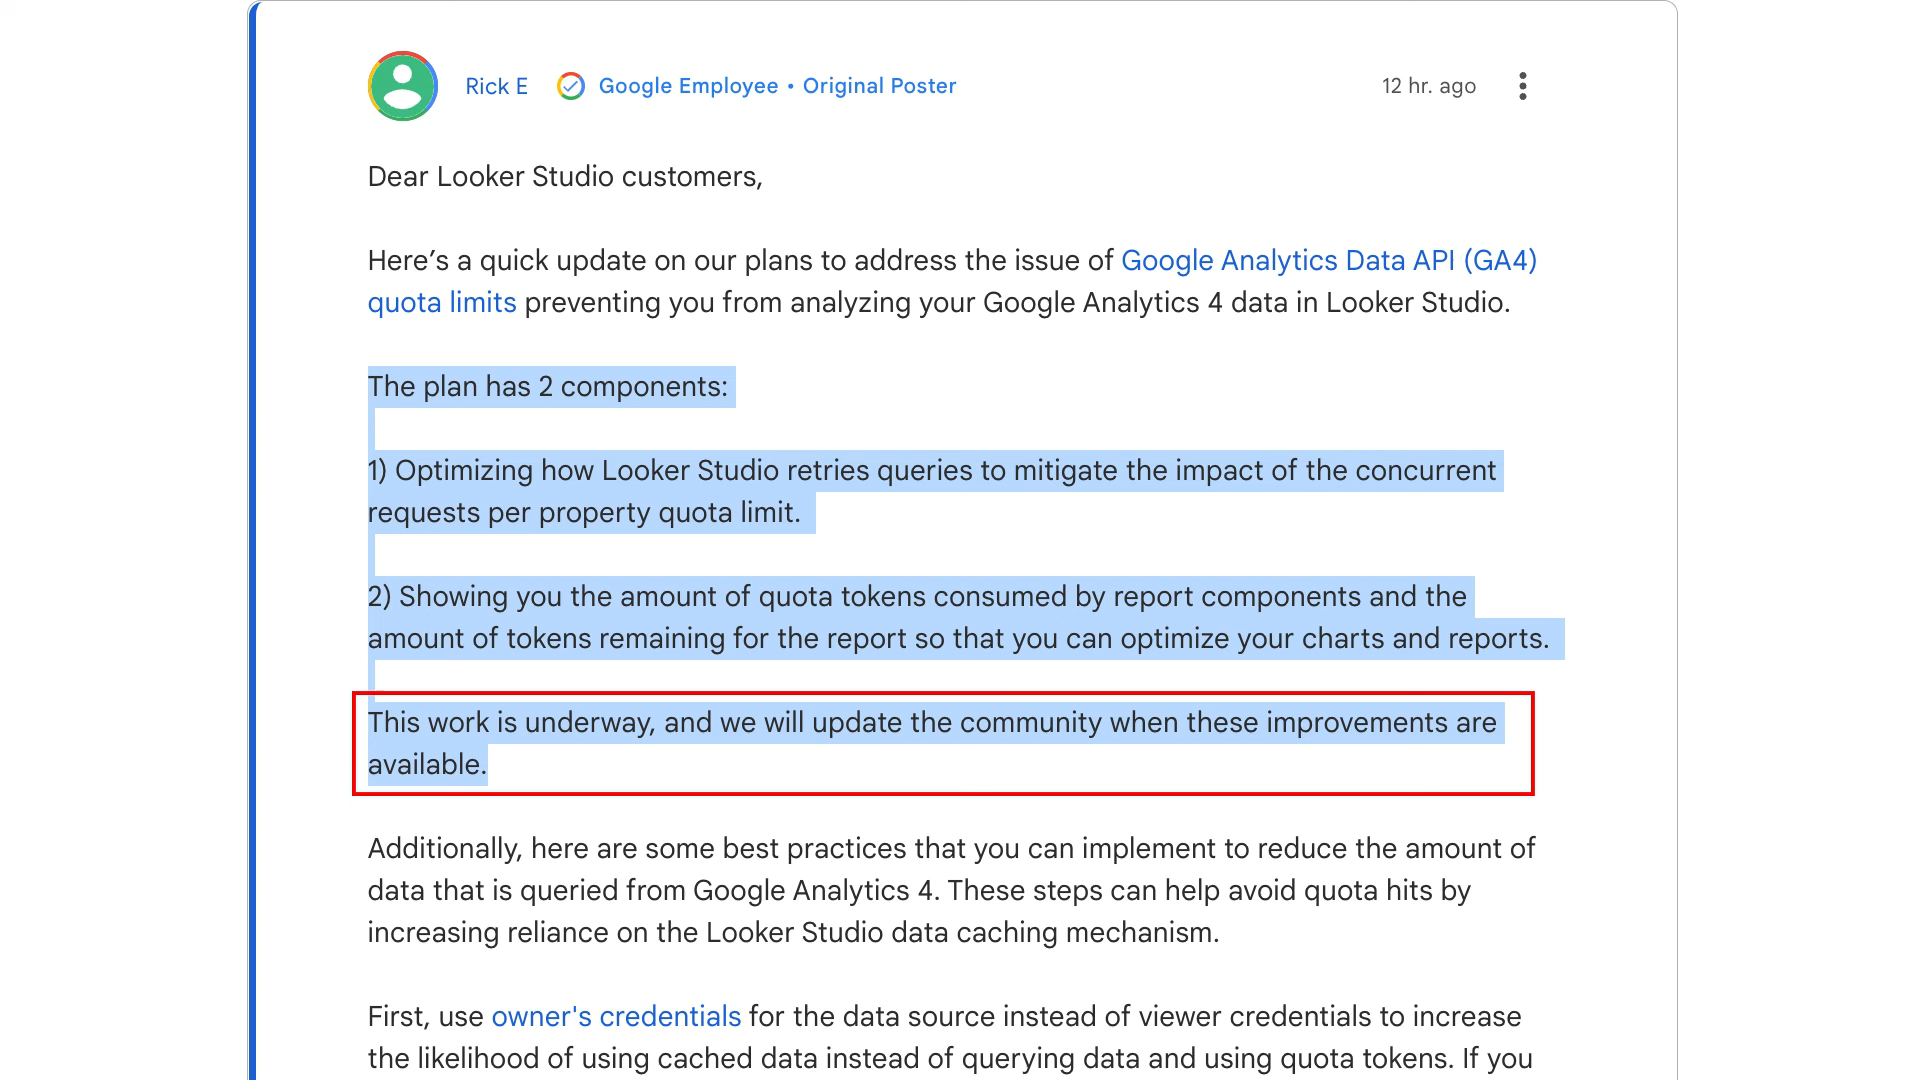 Rick E Google Employee • Original Poster 12 hr. ago
Dear Looker Studio customers,
Here’s a quick update on our plans to address the issue of Google Analytics Data API (GA4)
quota limits preventing you from analyzing your Google Analytics 4 data in Looker Studio.
The plan has 2 components:
1) Optimizing how Looker Studio retries queries to mitigate the impact of the concurrent
requests per property quota limit.
2) Showing you the amount of quota tokens consumed by report components and the
amount of tokens remaining for the report so that you can optimize your charts and reports.
This work is underway, and we will update the community when these improvements are
available.
Additionally, here are some best practices that you can implement to reduce the amount of
data that is queried from Google Analytics 4. These steps can help avoid quota hits by
increasing reliance on the Looker Studio data caching mechanism.
First, use owner's credentials for the data source instead of viewer credentials to increase
the likelihood of using cached data instead of querying data and using quota tokens. If you